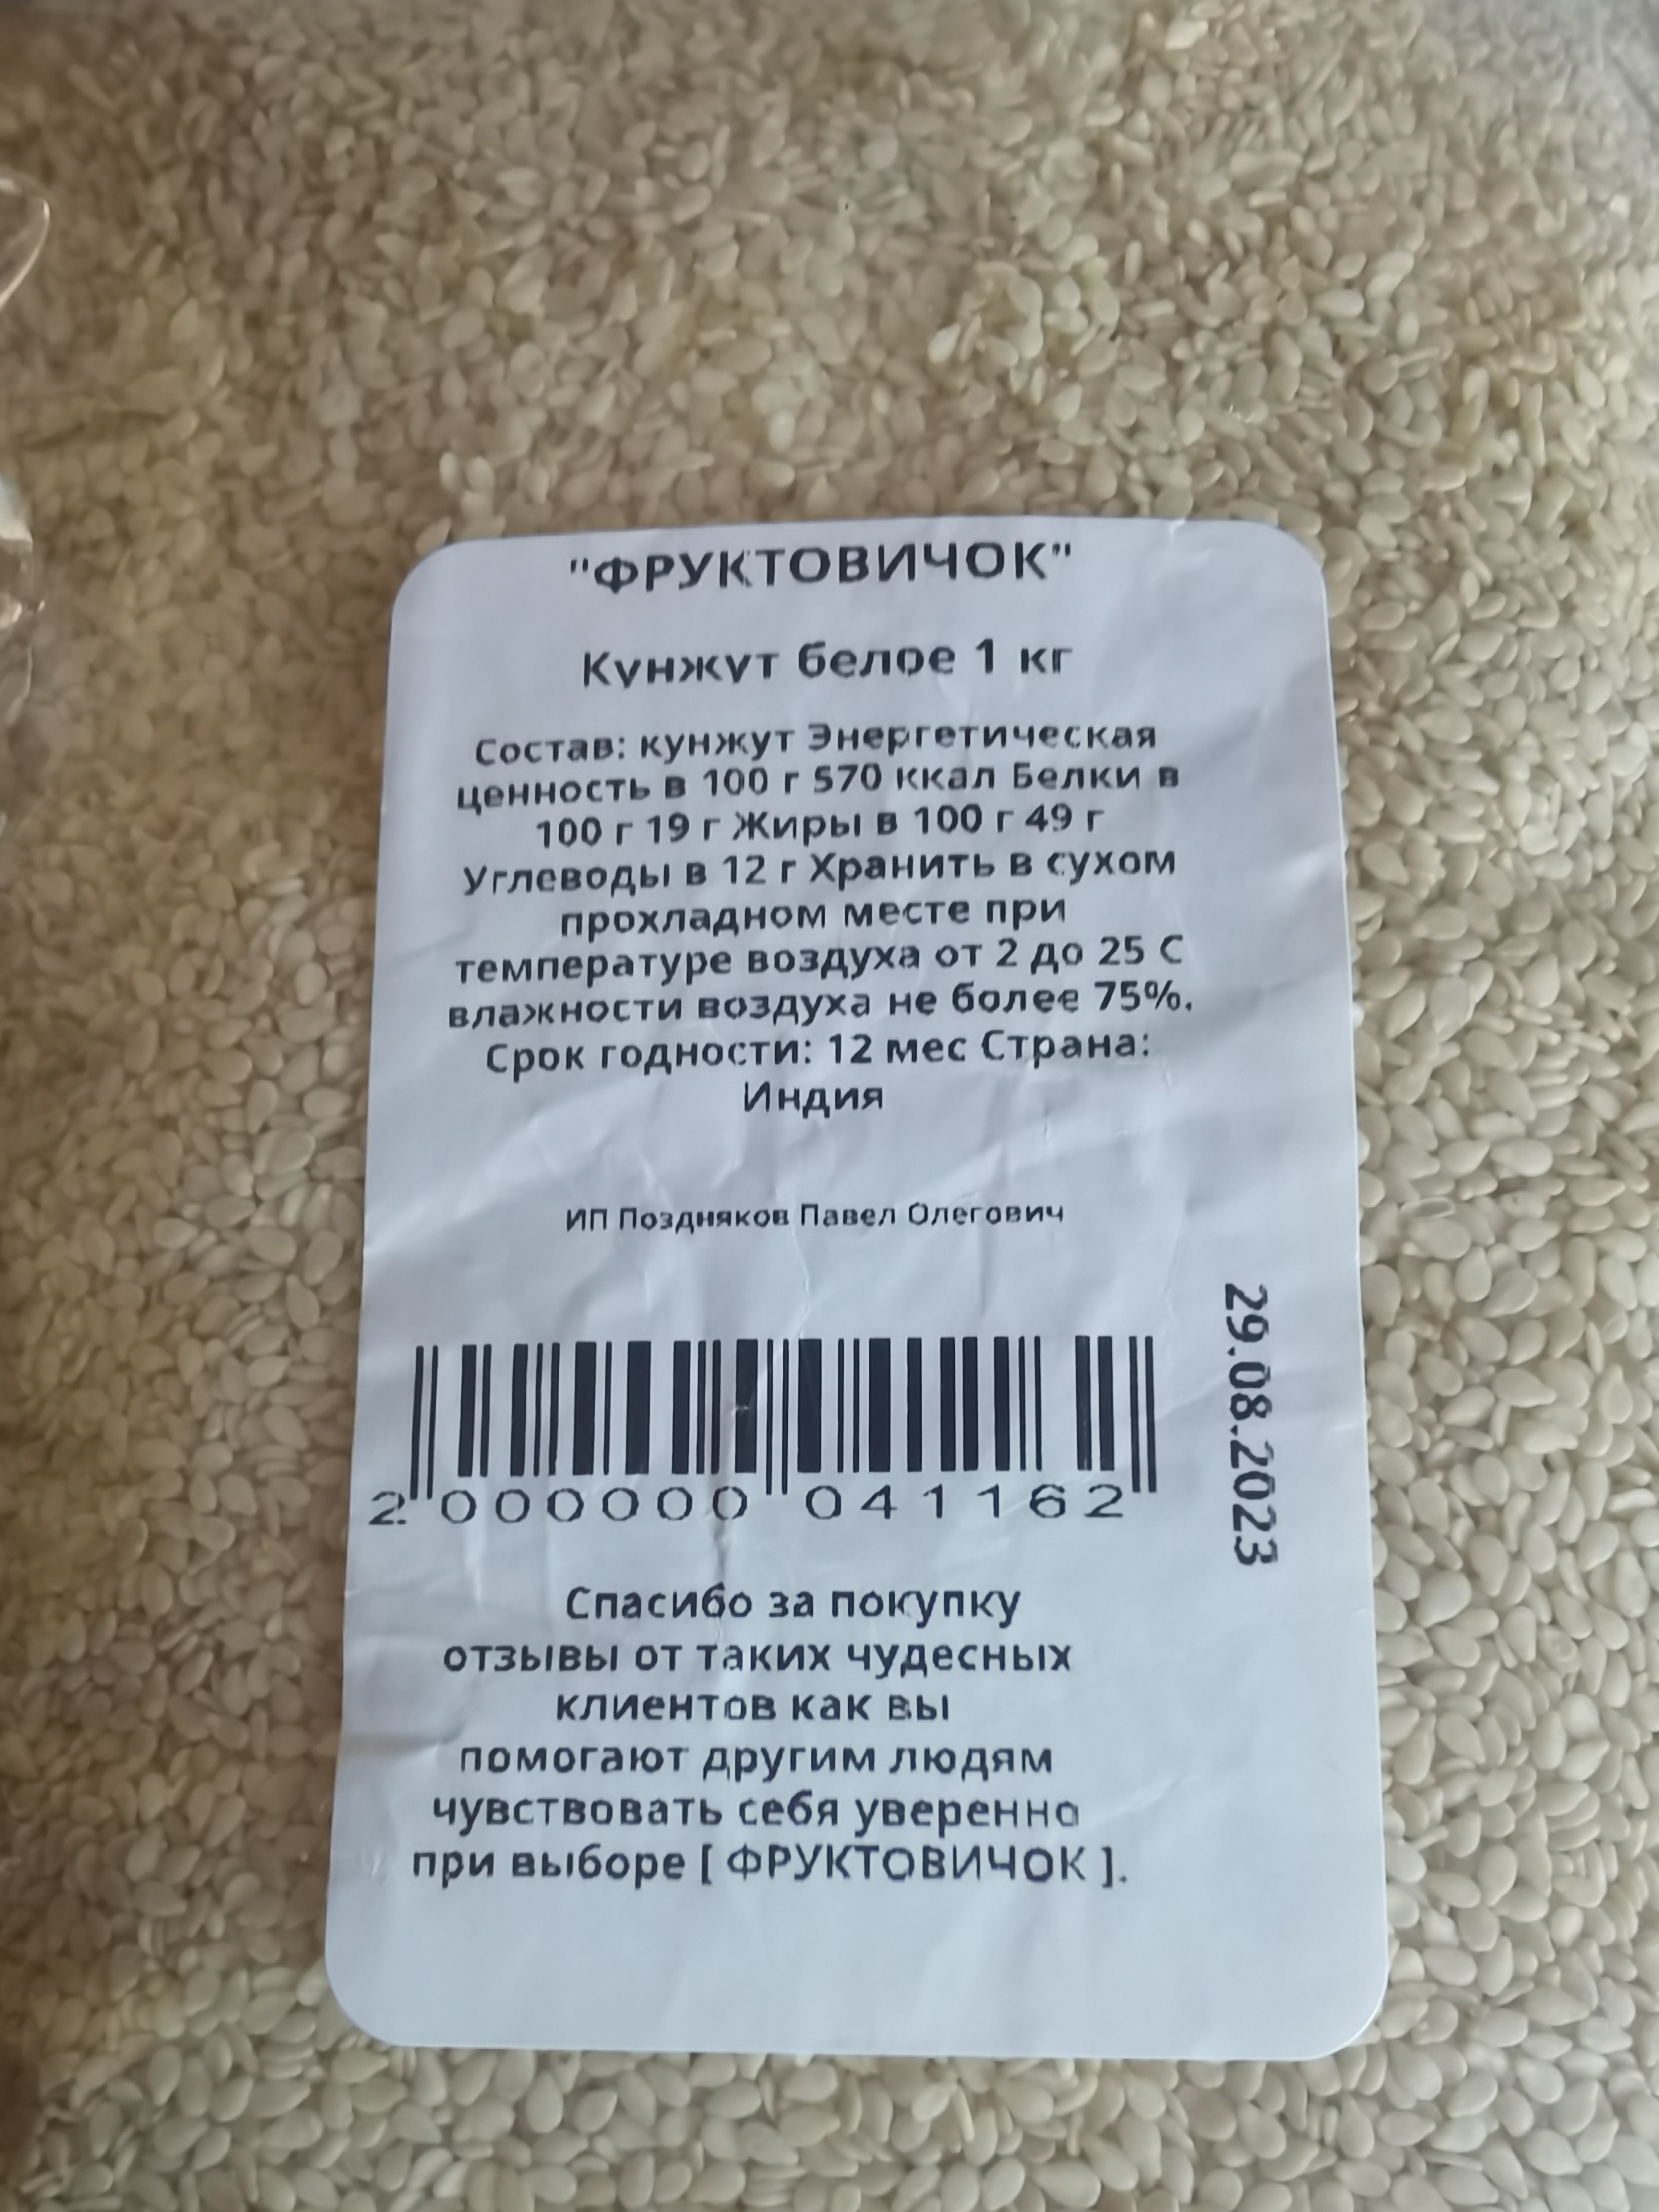 "ФРУКТОВИЧОК"
Кунжут белое 1 кг
Состав: кунжут Энергетическая
ценность в 100 г 570 ккал Белки в
100 г 19 г Жиры в 100 г 49 г
Углеводы в 12 г Хранить в сухом
прохладном месте при
температуре воздуха от 2 до 25 С
влажности воздуха не более 75%.
Срок годности: 12 мес Страна:
Индия
ИП Поздняков Павел Олегович
29.08.2023
2 000000 041162
Спасибо за покупку
отзывы от таких чудесных
клиентов как вы
помогают другим людям
чувствовать себя уверенно
при выборе [ ФРУКТОВИЧОК ].